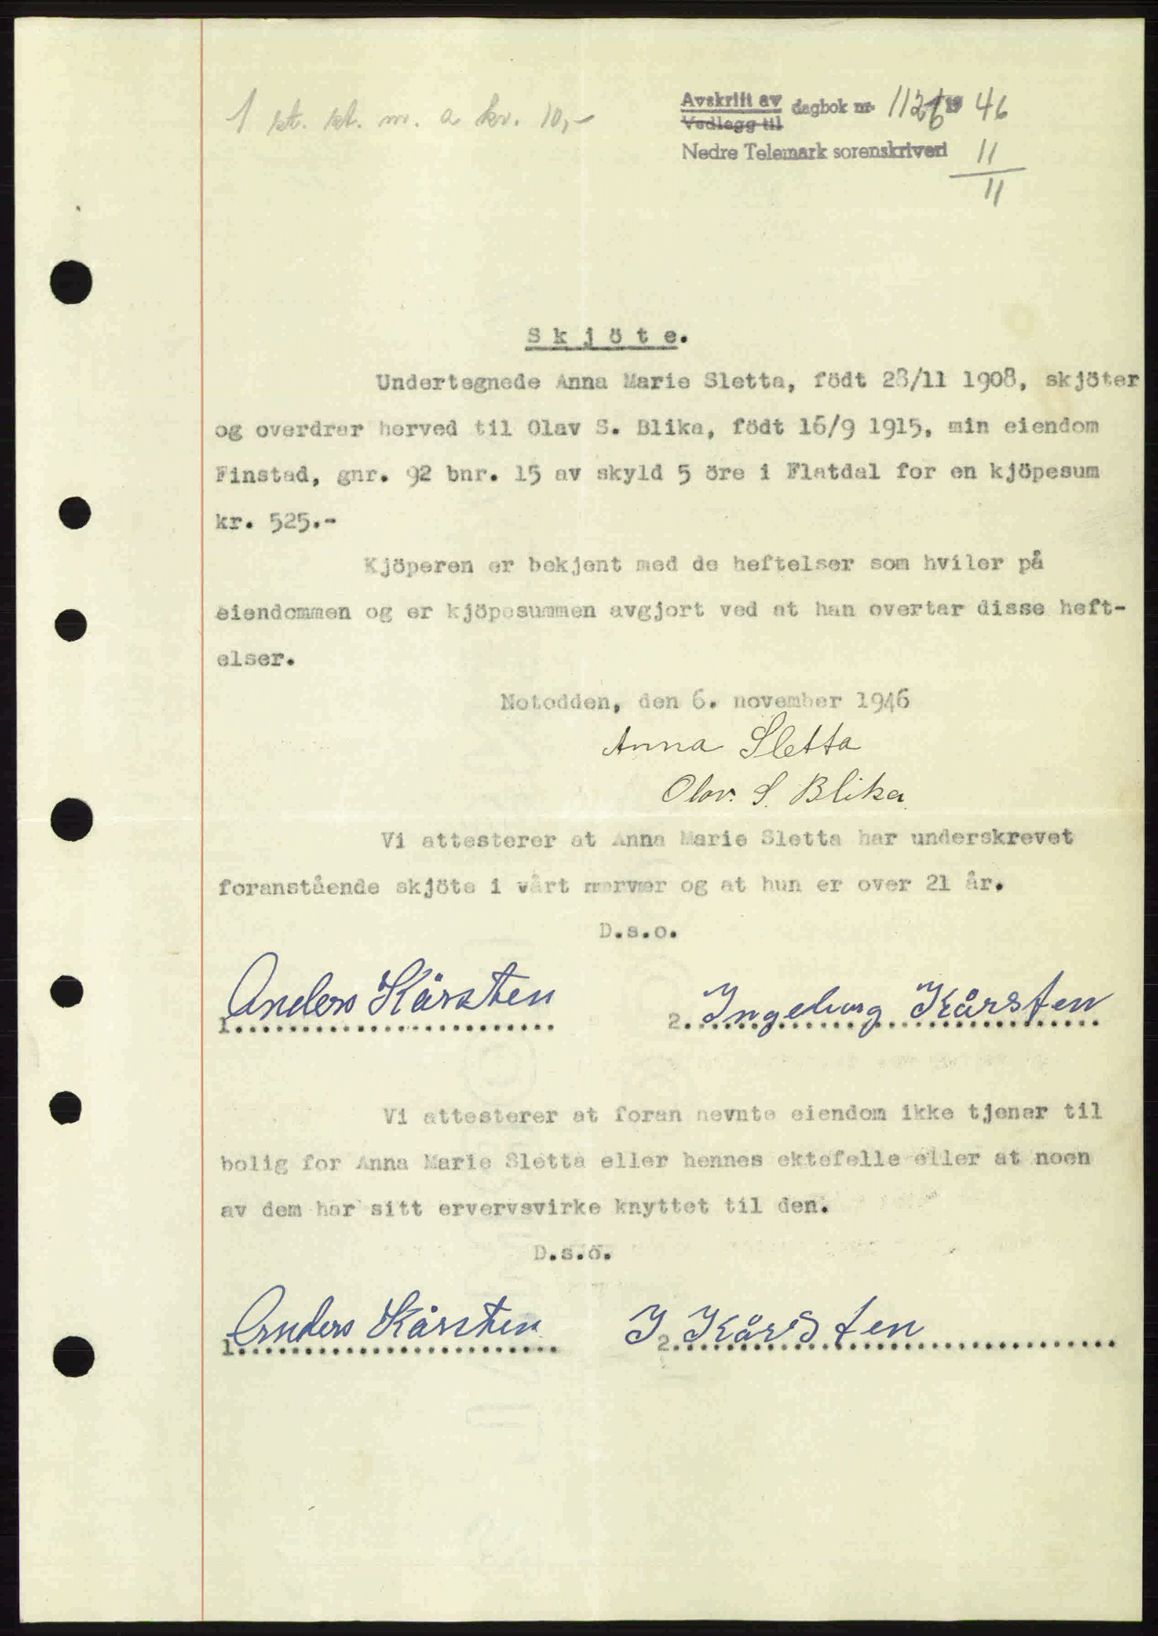 1 st. st. m. a kr. 10,-
Avskrift av
Vedlegg til
dagbok nr. 1126 19 46
Nedre Telemark sorenskriveri 11
11
Skjöte.
Undertegnede Anna Marie Sletta, födt 28/11 1908, skjöter
og overdrar herved til Olav S. Blika, födt 16/9 1915, min eiendom
Finstad, gnr. 92 bnr. 15 av skyld 5 öre i Flatdal for en kjöpesum
kr. 525.-
Kjöperen er bekjent med de heftelser som hviler på
eiendommen og er kjöpesummen avgjort ved at han overtar disse heft-
elser.
Notodden, den 6. november 1946
Anna Sletta
Olav. S. Blika
Vi attesterer at Anna Marie Sletta har underskrevet
foranstående skjöte i vårt nærvær og at hun er over 21 år.
D.s.o.
1. Anders Kårsten 2. Ingeborg Kårsten
Vi attesterer at foran nevnte eiendom ikke tjener til
bolig for Anna Marie Sletta eller hennes ektefelle eller at noen
av dem har sitt ervervsvirke knyttet til den.
D.s.o.
1. Anders Kårsten 2. I Kårsten